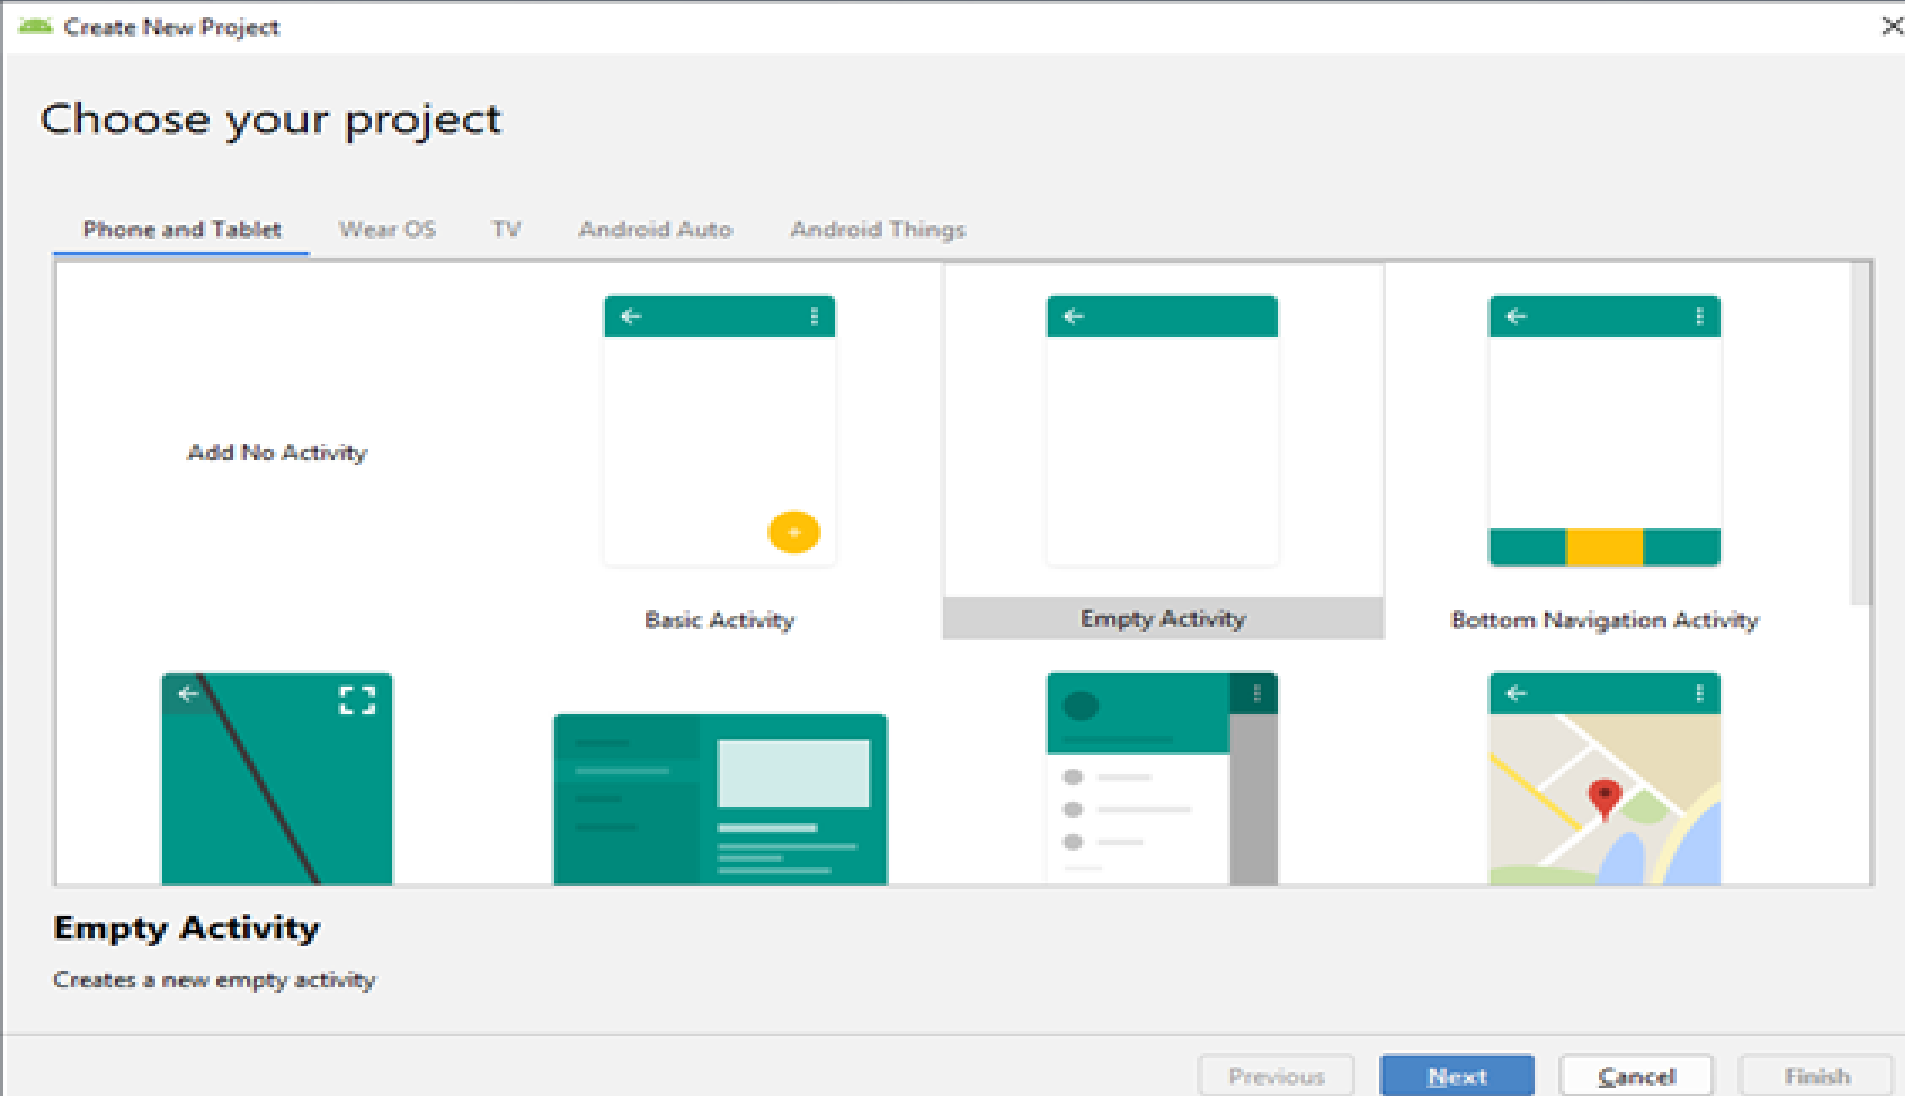 Create New Project
Choose your project
Phone and Tablet Wear OS TV Android Auto Android Things
Add No Activity
Basic Activity Empty Activity Bottom Navigation Activity
Empty Activity
Creates a new empty activity
Previous Next Cancel Finish